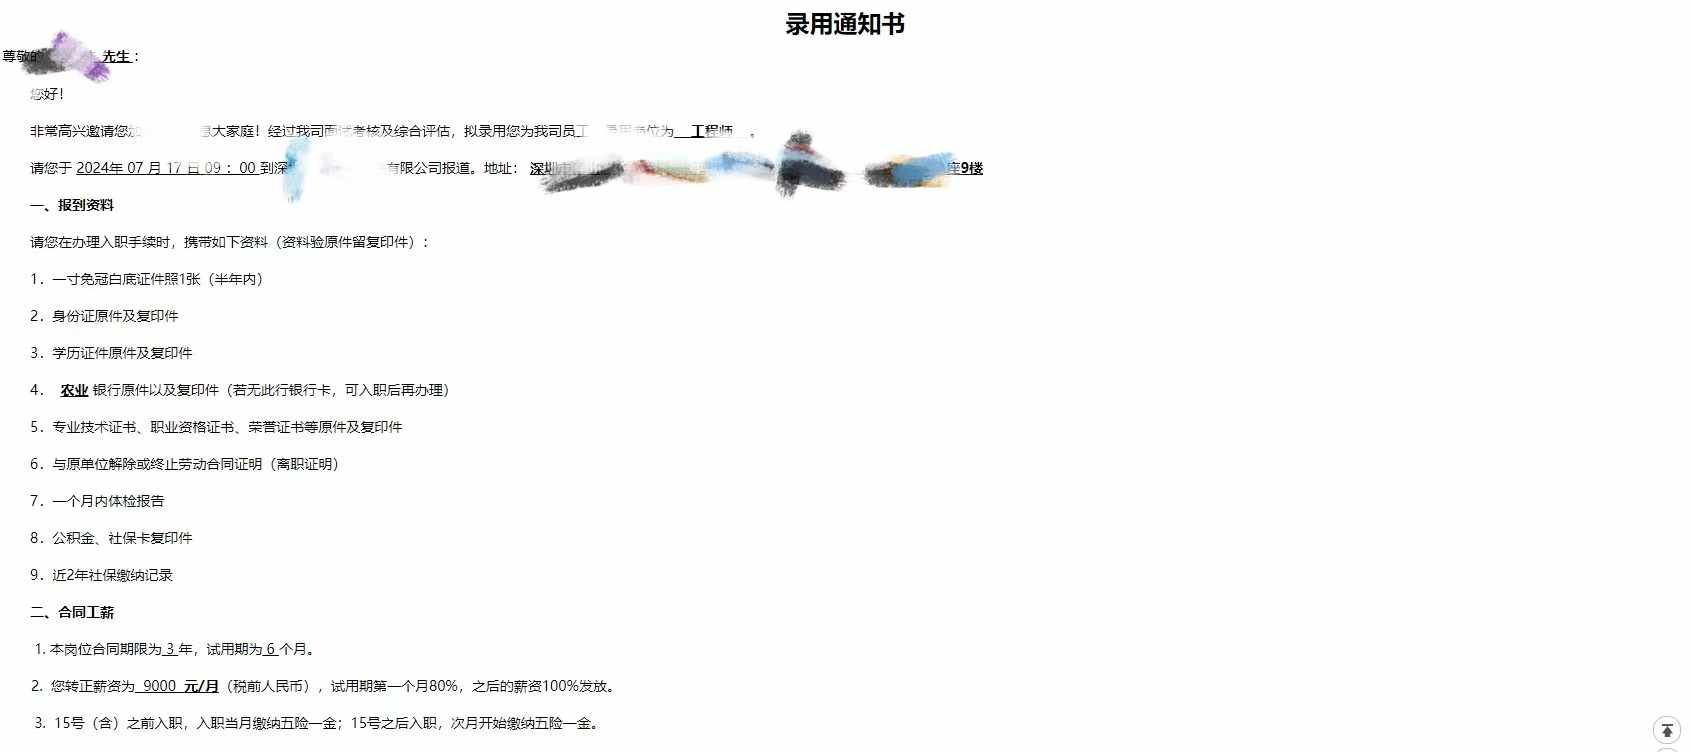 录用通知书
尊敬的 先生：
您好！
非常高兴邀请您加 息大家庭！经过我司面试考核及综合评估，拟录用您为我司员工 录用岗位为 工程师 。
请您于 2024年 07 月 17 日 09 ：00 到深 有限公司报道。地址： 深圳市 座9楼
一、报到资料
请您在办理入职手续时，携带如下资料（资料验原件留复印件）：
1．一寸免冠白底证件照1张（半年内）
2．身份证原件及复印件
3．学历证件原件及复印件
4． 农业 银行原件以及复印件（若无此行银行卡，可入职后再办理）
5．专业技术证书、职业资格证书、荣誉证书等原件及复印件
6．与原单位解除或终止劳动合同证明（离职证明）
7．一个月内体检报告
8．公积金、社保卡复印件
9．近2年社保缴纳记录
二、合同工薪
1. 本岗位合同期限为 3 年，试用期为 6 个月。
2. 您转正薪资为 9000 元/月（税前人民币），试用期第一个月80%，之后的薪资100%发放。
3. 15号（含）之前入职，入职当月缴纳五险一金；15号之后入职，次月开始缴纳五险一金。